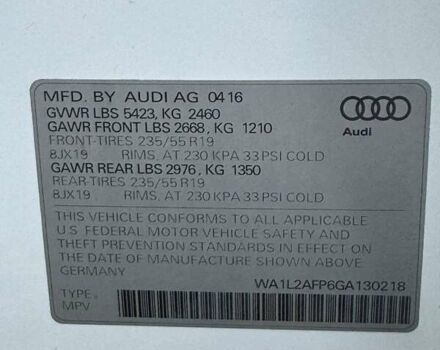 MFD. BY AUDI AG 04 16
GVWR LBS 5423, KG 2460
GAWR FRONT LBS 2668, KG 1210
FRONT-TIRES 235/55 R19
8JX19 RIMS, AT 230 KPA 33 PSI COLD
GAWR REAR LBS 2976, KG 1350
REAR-TIRES 235/55 R19
8JX19 RIMS, AT 230 KPA 33 PSI COLD
Audi
THIS VEHICLE CONFORMS TO ALL APPLICABLE
U.S. FEDERAL MOTOR VEHICLE SAFETY AND
THEFT PREVENTION STANDARDS IN EFFECT ON
THE DATE OF MANUFACTURE SHOWN ABOVE.
GERMANY
WA1L2AFP6GA130218
TYPE:
MPV